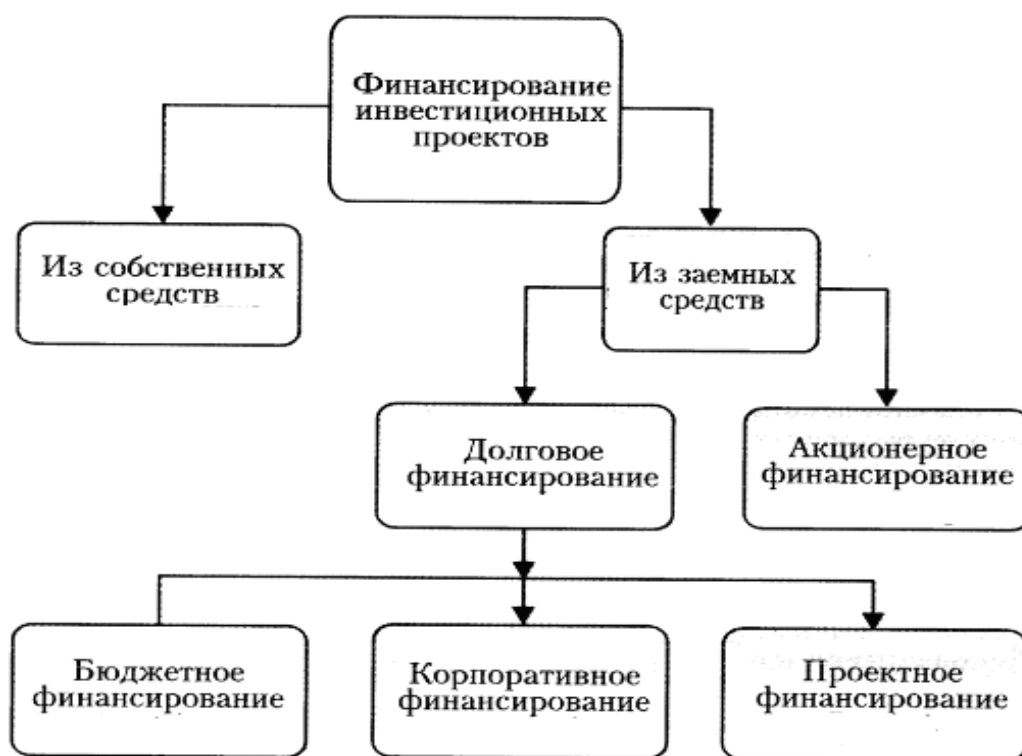 Финансирование
инвестиционных
проектов
Из собственных
средств
Из заемных
средств
Долговое
финансирование
Акционерное
финансирование
Бюджетное
финансирование
Корпоративное
финансирование
Проектное
финансирование